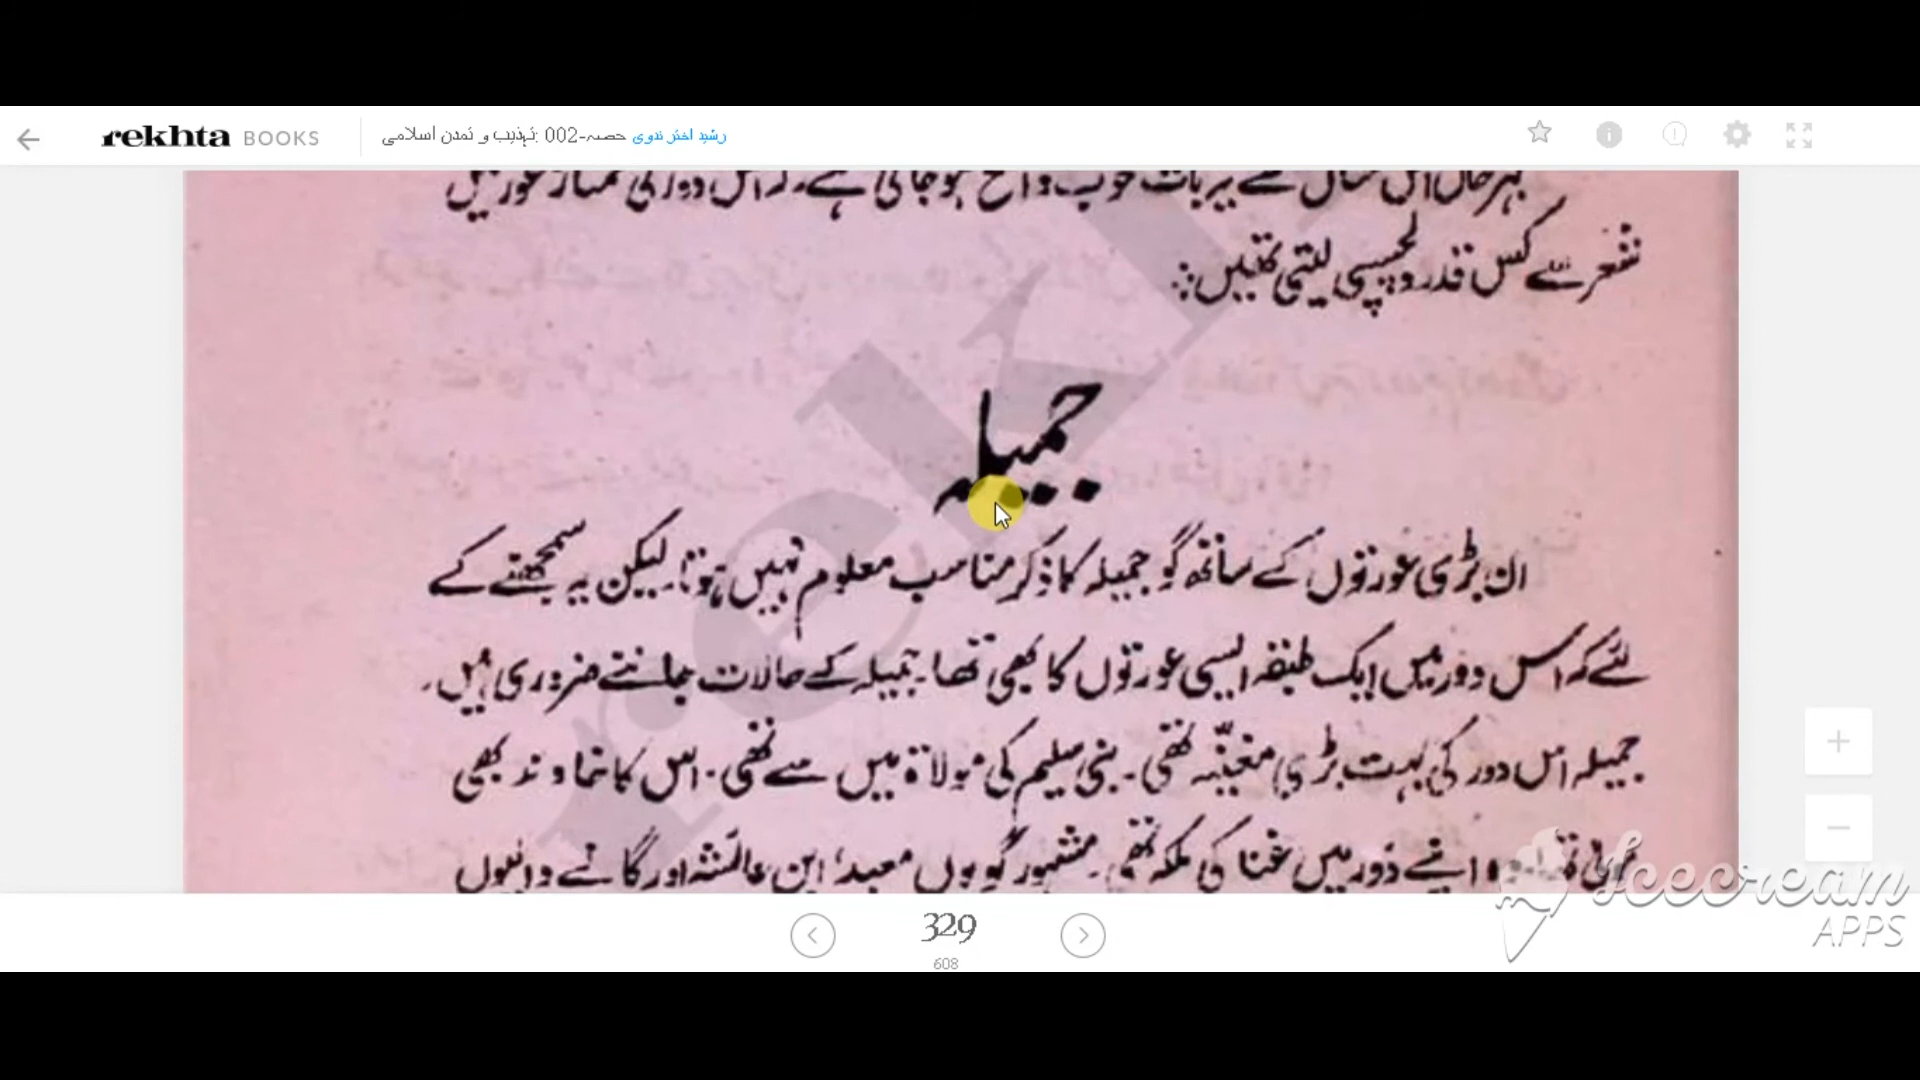 rekhta BOOKS
تہذیب و تمدن اسلامی: حصہ-002 رشید اختر ندوی
بہرحال اس سے یہ بات خوب واضح ہو جاتی ہے۔ کہ اس دور کی ممتاز عورتیں
شعر سے کس قدر دلچسپی لیتی تھیں:
جمیلہ
ان بڑی عورتوں کے ساتھ گو جمیلہ کا ذکر مناسب معلوم نہیں ہوتا۔ لیکن یہ سمجھنے کے
لئے کہ اس دور میں ایک طبقہ ایسی عورتوں کا بھی تھا۔ جمیلہ کے حالات جاننے ضروری ہیں۔
جمیلہ اس دور کی بہت بڑی مغنیّہ تھی۔ بنی سلیم کی مولاۃ میں سے تھی۔ اس کا خاوند بھی
اپنے دور میں غنا کی ملکہ تھی۔ مشہور گویوں معبد، ابن عائشہ اور گانے والیوں
329
608
Icecream
APPS